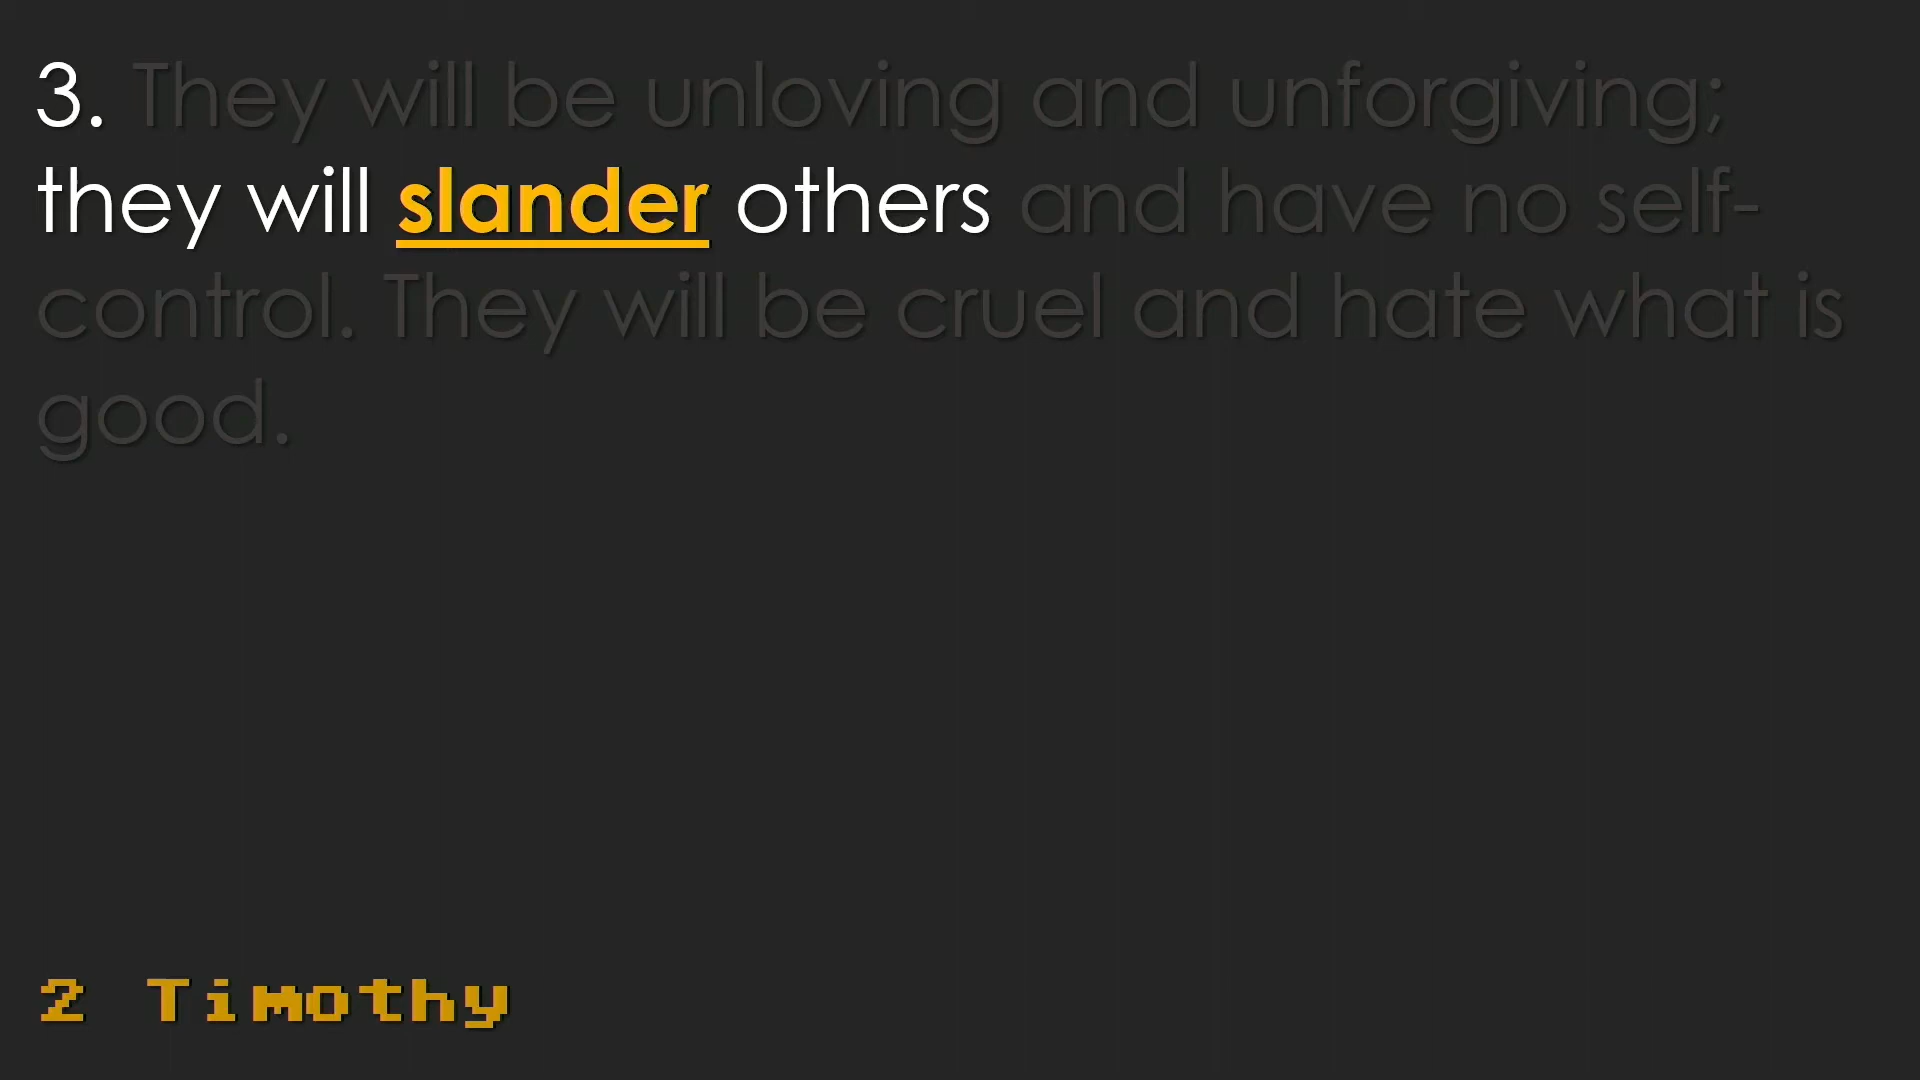 3. They will be unloving and unforgiving;
they will slander others and have no self-
control. They will be cruel and hate what is
good.
2 Timothy